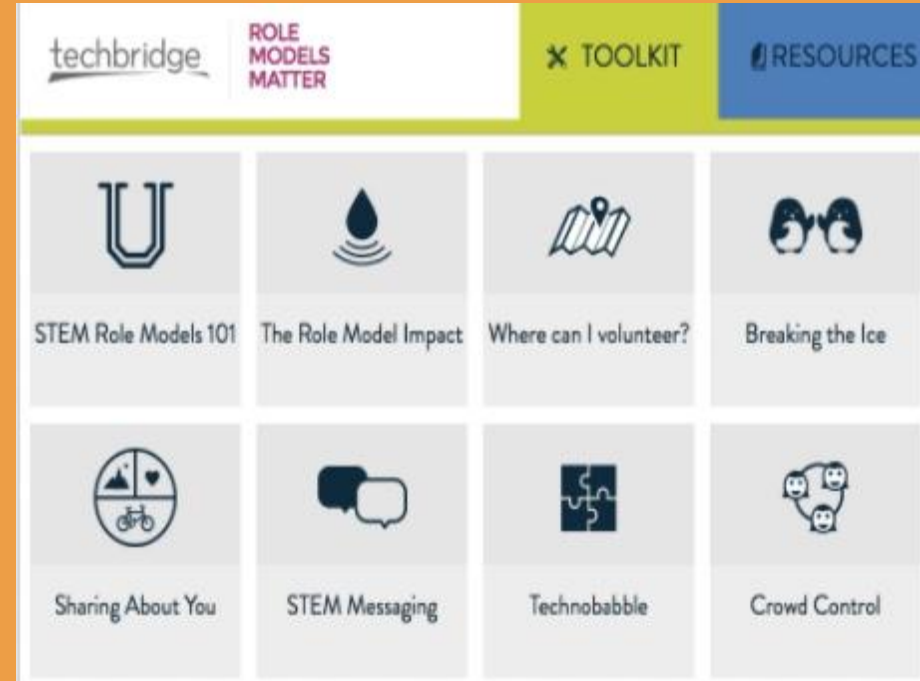 techbridge
ROLE
MODELS
MATTER
TOOLKIT
RESOURCES
U
STEM Role Models 101
The Role Model Impact
Where can I volunteer?
Breaking the Ice
Sharing About You
STEM Messaging
Technobabble
Crowd Control